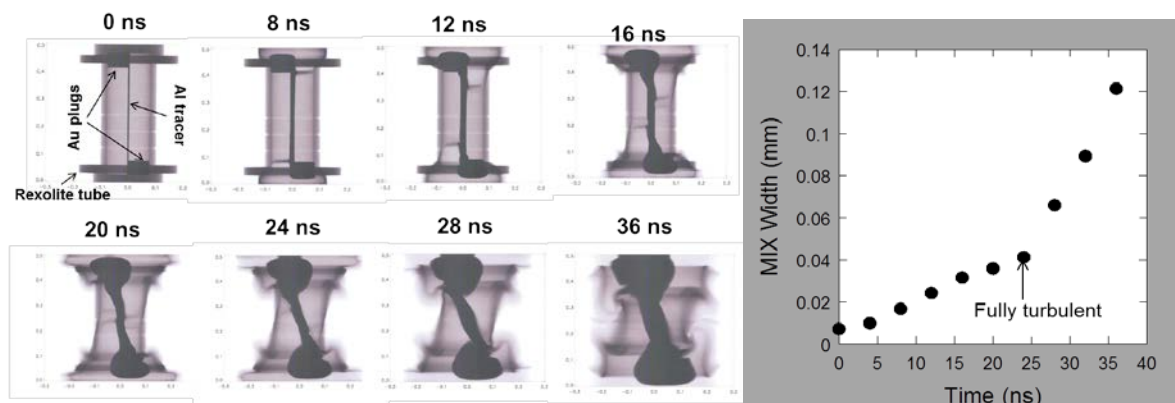 0 ns
8 ns
12 ns
16 ns
Au plugs
Al tracer
Rexolite tube
20 ns
24 ns
28 ns
36 ns
0.14
0.12
0.1
0.08
0.06
0.04
0.02
0
MIX Width (mm)
Fully turbulent
0 5 10 15 20 25 30 35 40
Time (ns)